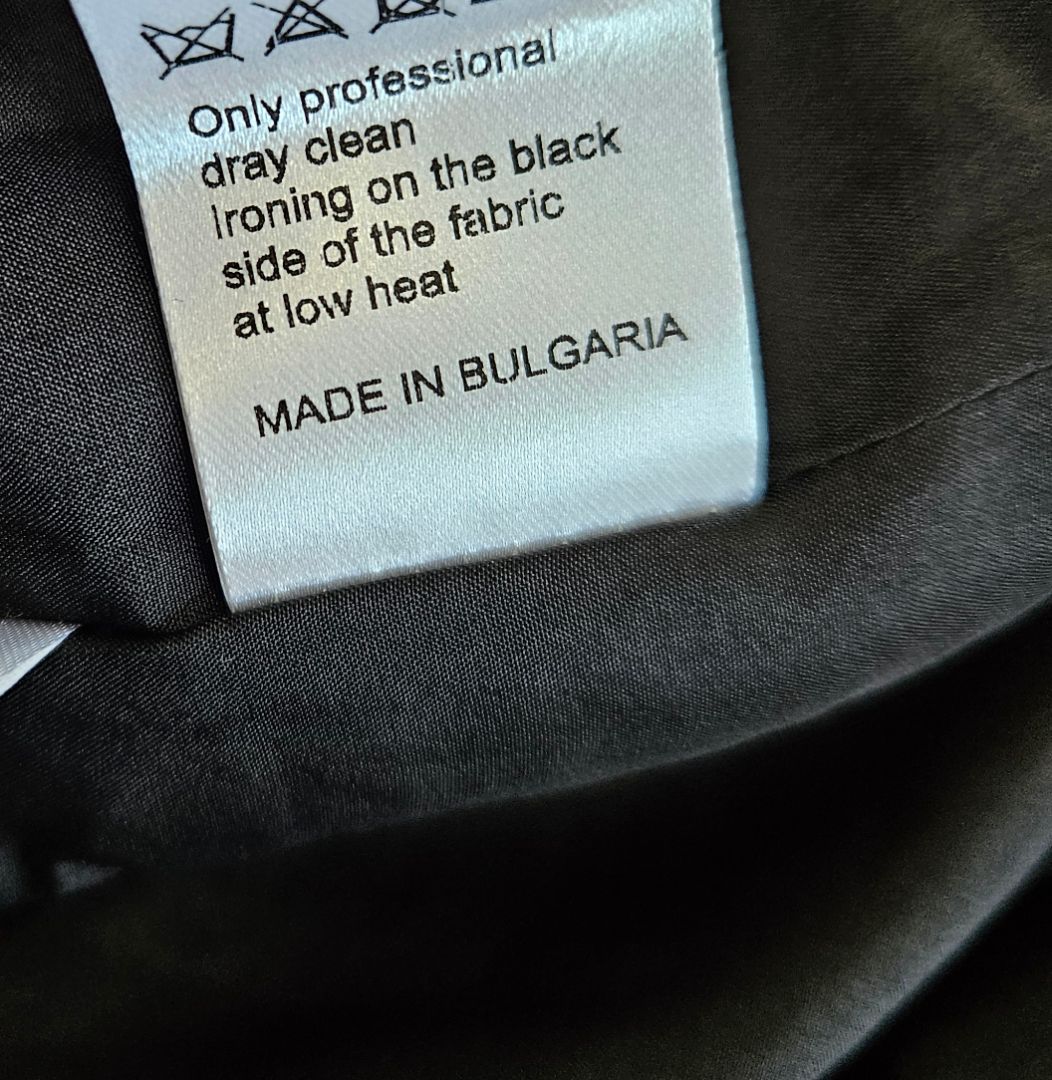 Only professional
dray clean
Ironing on the black
side of the fabric
at low heat
MADE IN BULGARIA